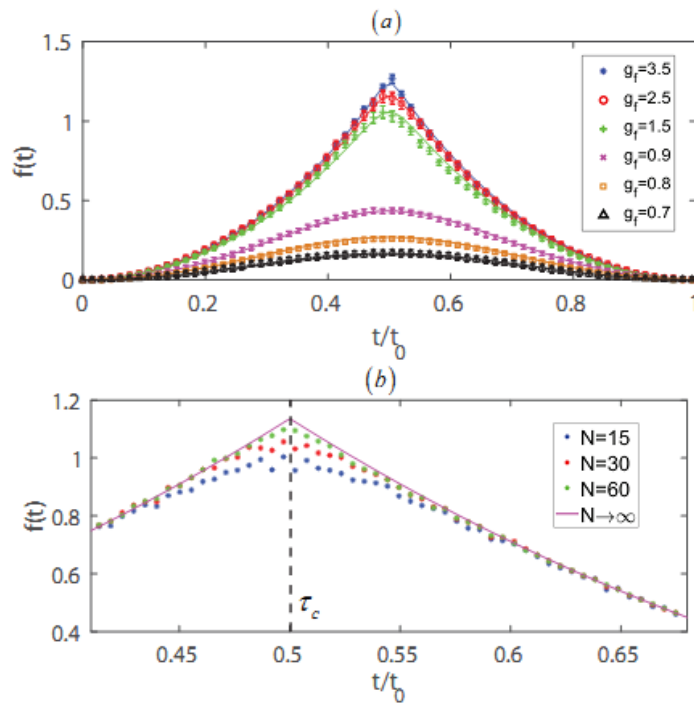 (a)
1.5
1
0.5
0
f(t)
0 0.2 0.4 0.6 0.8 1
t/t0
gf=3.5
gf=2.5
gf=1.5
gf=0.9
gf=0.8
gf=0.7
(b)
1.2
1
0.8
0.6
0.4
f(t)
τc
0.45 0.5 0.55 0.6 0.65
t/t0
N=15
N=30
N=60
N→∞